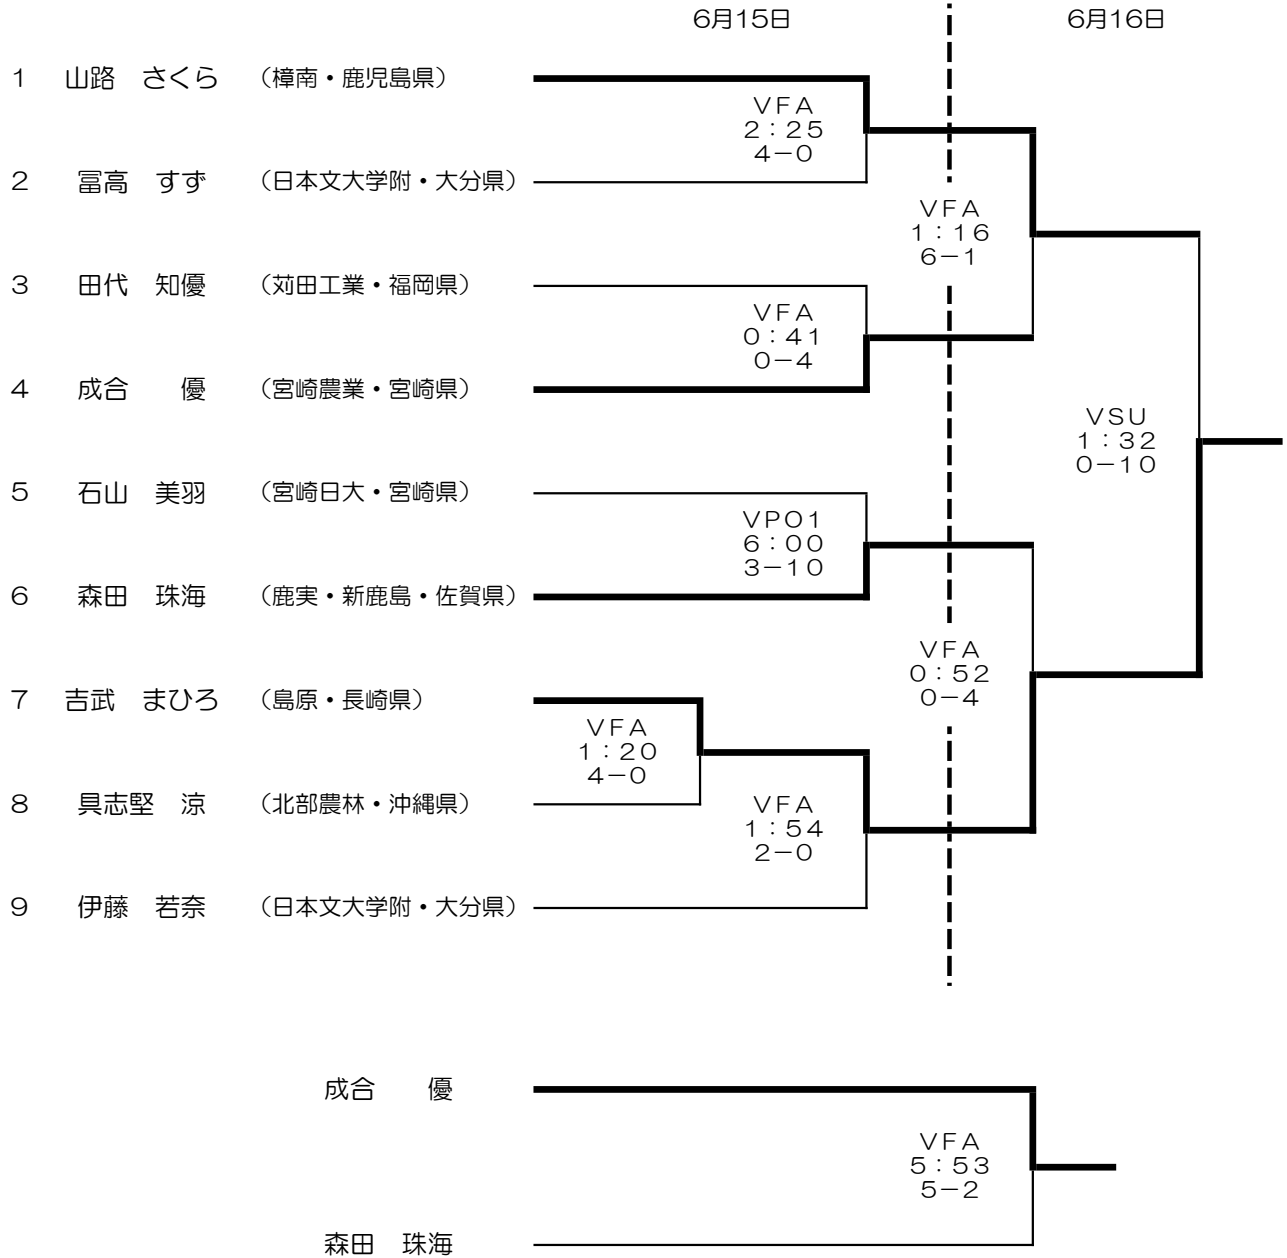 6月15日
6月16日
1 山路 さくら （樟南・鹿児島県）
VFA
2：25
4－0
2 冨高 すず （日本文大学附・大分県）
VFA
1：16
6－1
3 田代 知優 （苅田工業・福岡県）
VFA
0：41
0－4
4 成合 優 （宮崎農業・宮崎県）
VSU
1：32
0－10
5 石山 美羽 （宮崎日大・宮崎県）
VPO1
6：00
3－10
6 森田 珠海 （鹿実・新鹿島・佐賀県）
VFA
0：52
0－4
7 吉武 まひろ （島原・長崎県）
VFA
1：20
4－0
8 具志堅 涼 （北部農林・沖縄県）
VFA
1：54
2－0
9 伊藤 若奈 （日本文大学附・大分県）
成合 優
VFA
5：53
5－2
森田 珠海